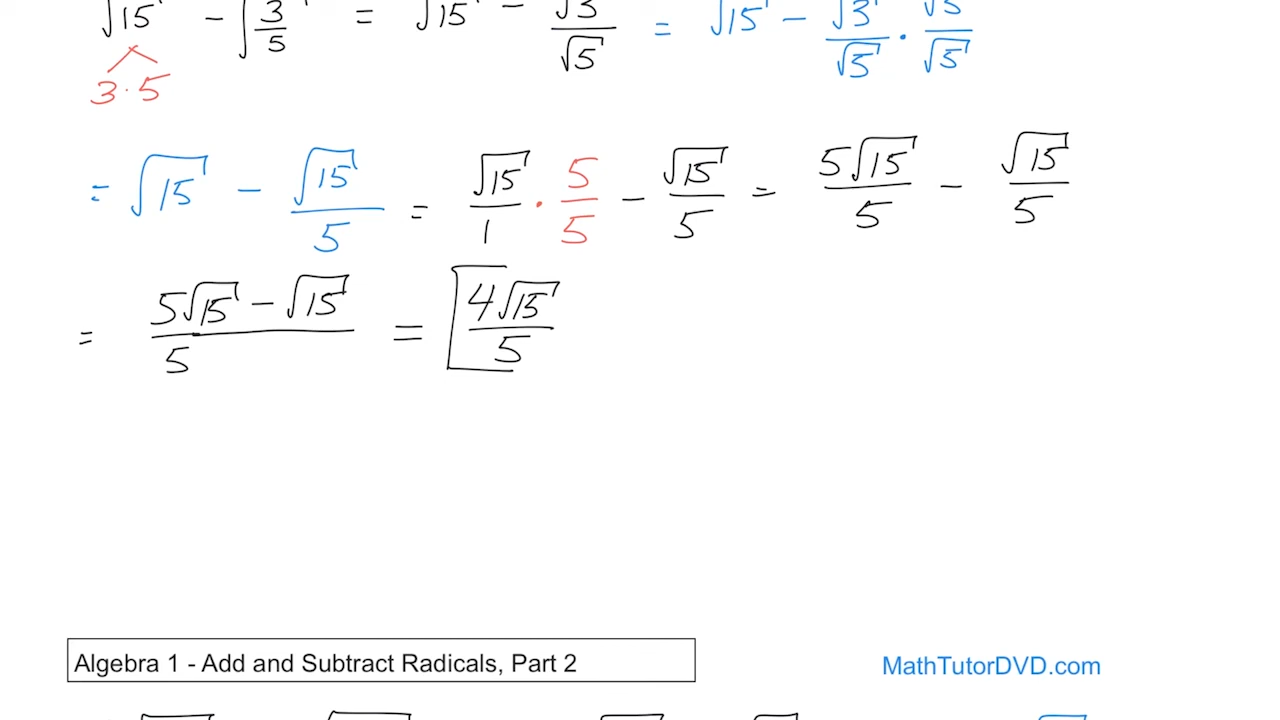 √15 - √3/5 = √15 - √3/√5 = √15 - √3/√5 · √5/√5
3 · 5
= √15 - √15/5 = √15/1 · 5/5 - √15/5 = 5√15/5 - √15/5
= (5√15 - √15)/5 = 4√15/5
Algebra 1 - Add and Subtract Radicals, Part 2
MathTutorDVD.com